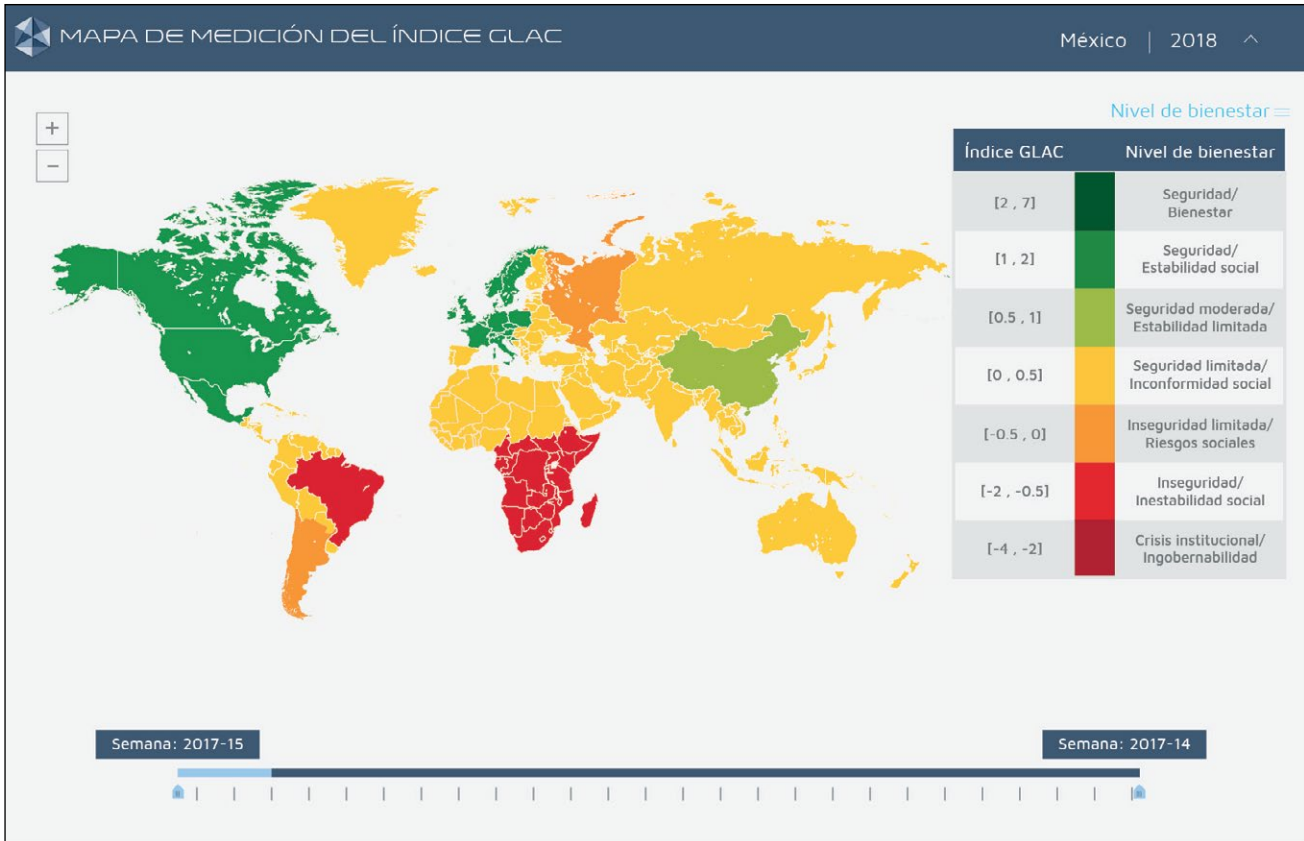 MAPA DE MEDICIÓN DEL ÍNDICE GLAC
México | 2018
+
−
Nivel de bienestar
Índice GLAC Nivel de bienestar
[2 , 7] Seguridad/
Bienestar
[1 , 2] Seguridad/
Estabilidad social
[0.5 , 1] Seguridad moderada/
Estabilidad limitada
[0 , 0.5] Seguridad limitada/
Inconformidad social
[-0.5 , 0] Inseguridad limitada/
Riesgos sociales
[-2 , -0.5] Inseguridad/
Inestabilidad social
[-4 , -2] Crisis institucional/
Ingobernabilidad
Semana: 2017-15
Semana: 2017-14